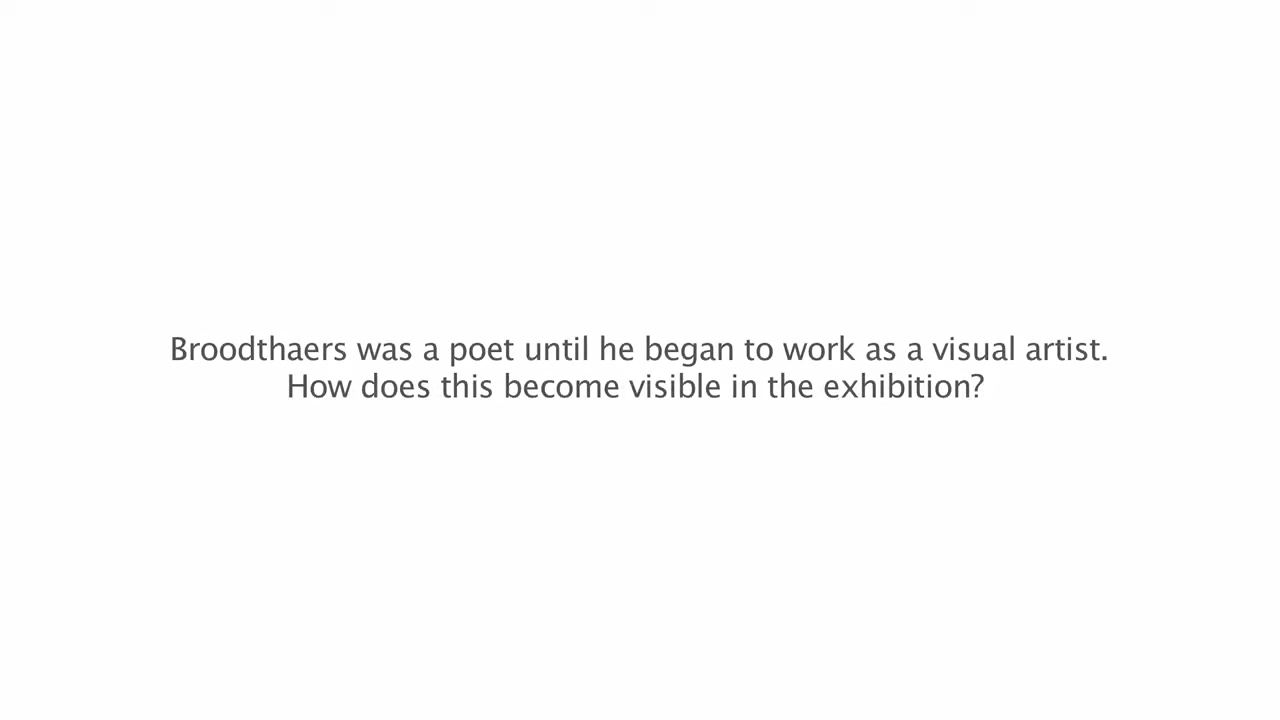 Broodthaers was a poet until he began to work as a visual artist.
How does this become visible in the exhibition?